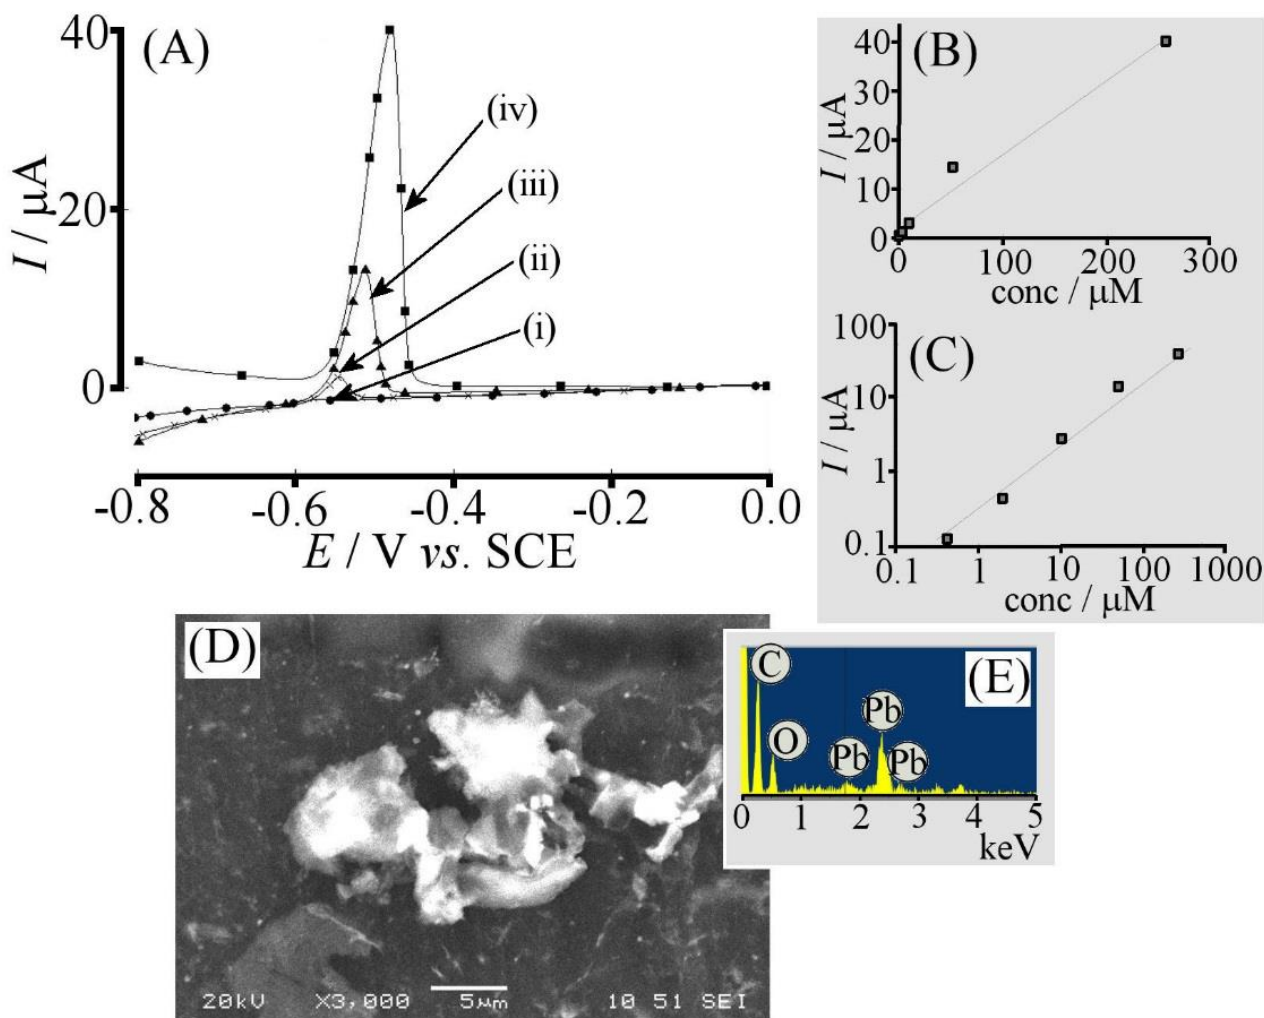 (A)
40
20
0
I / μA
(iv)
(iii)
(ii)
(i)
-0.8
-0.6
-0.4
-0.2
0.0
E / V vs. SCE
(B)
40
30
20
10
0
I / μA
0
100
200
300
conc / μM
(C)
100
10
1
0.1
I / μA
0.1
1
10
100
1000
conc / μM
(D)
20kV X3,000 5μm 10 51 SEI
(E)
C
O
Pb
Pb
Pb
0 1 2 3 4 5
keV